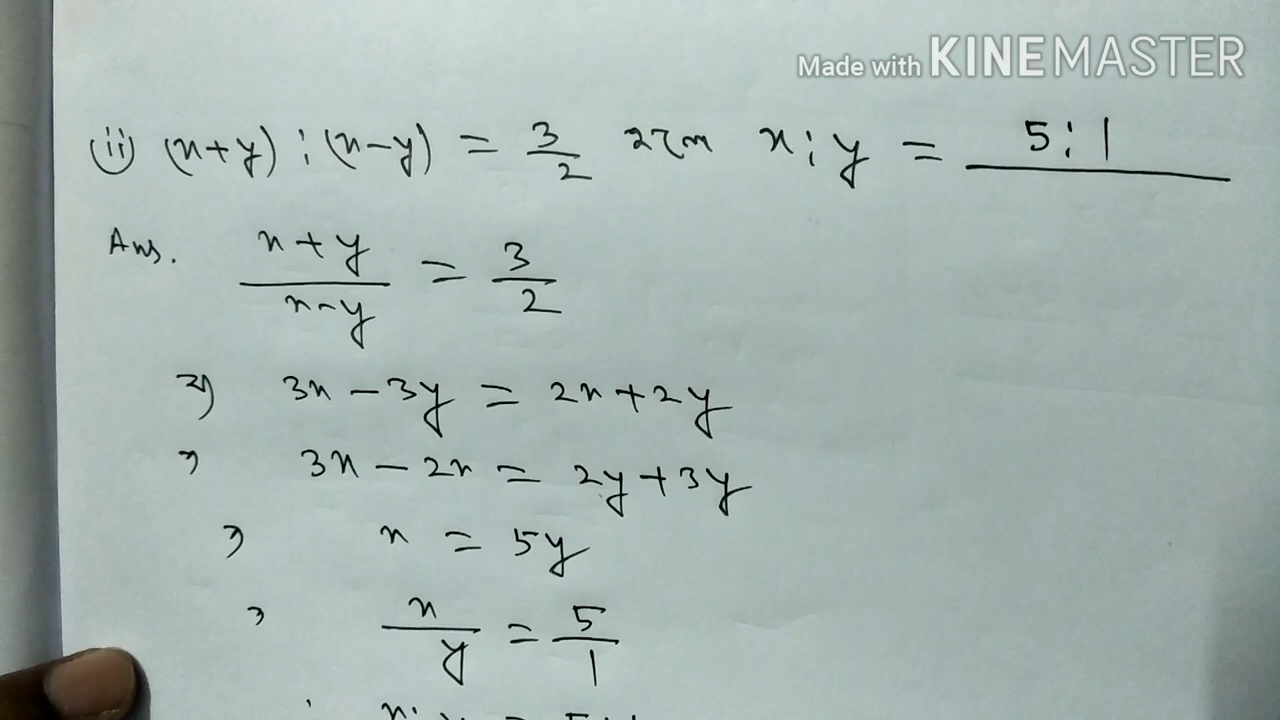 Made with KINEMASTER
(ii) (x+y) : (x-y) = 3/2 হলে x : y = 5 : 1
Ans. x+y/x-y = 3/2
বা, 3x - 3y = 2x + 2y
, 3x - 2x = 2y + 3y
, x = 5y
, x/y = 5/1